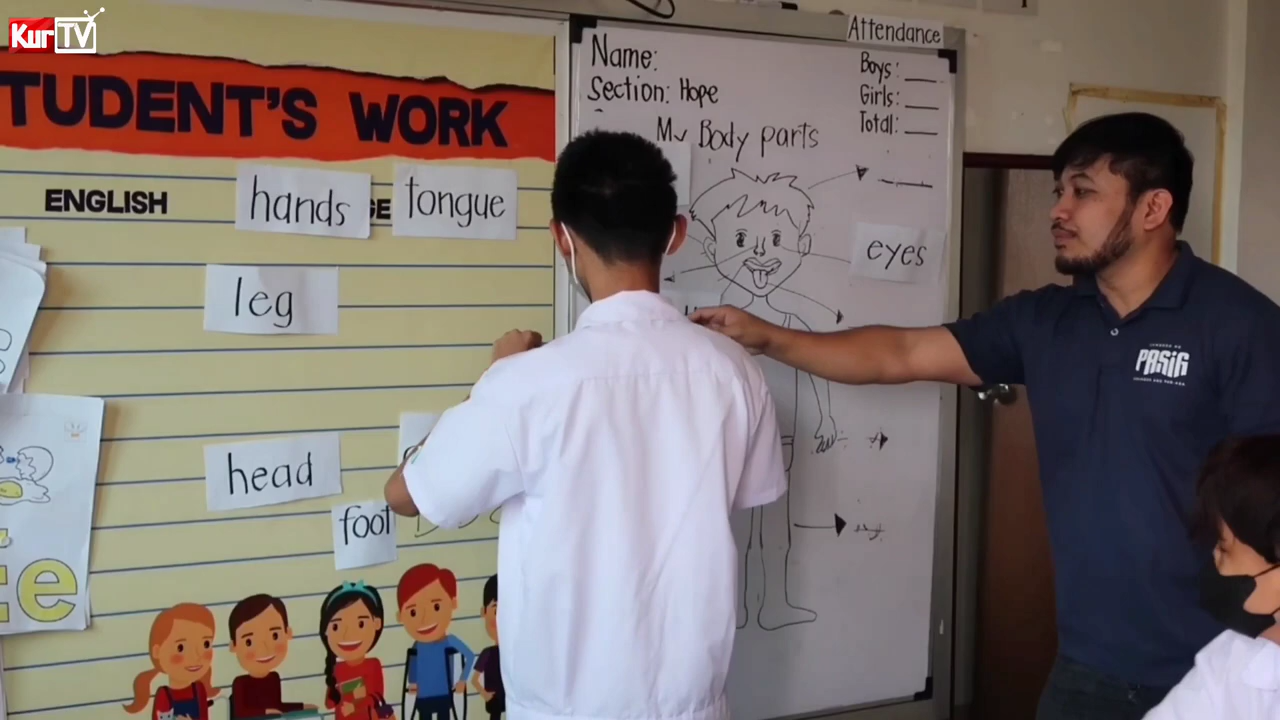 KurTV
TUDENT'S WORK
ENGLISH
hands
tongue
leg
head
foot
Attendance
Name:
Section: Hope
Boys:
Girls:
Total:
My Body parts
eyes
PASIG